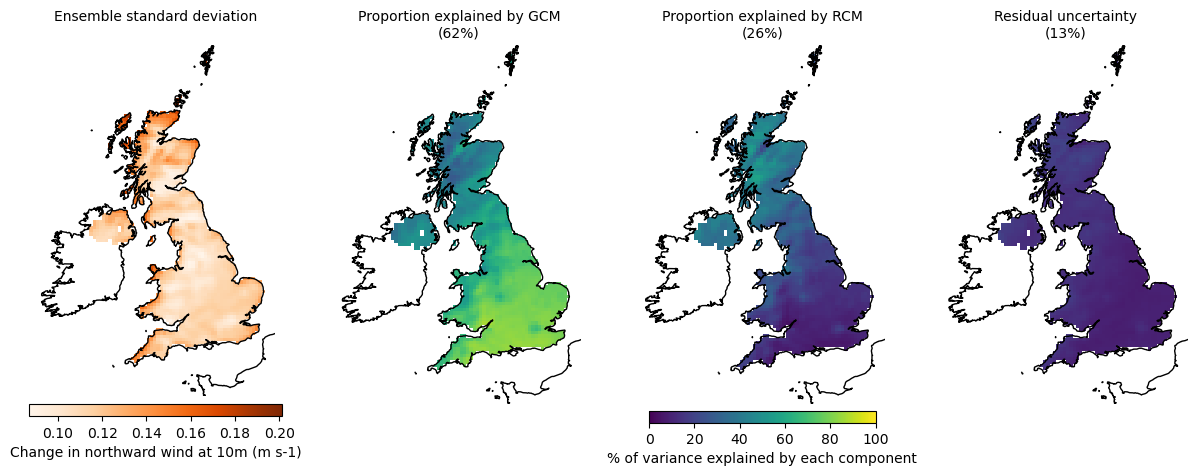 Ensemble standard deviation
Proportion explained by GCM
(62%)
Proportion explained by RCM
(26%)
Residual uncertainty
(13%)
0.10 0.12 0.14 0.16 0.18 0.20
Change in northward wind at 10m (m s-1)
0 20 40 60 80 100
% of variance explained by each component